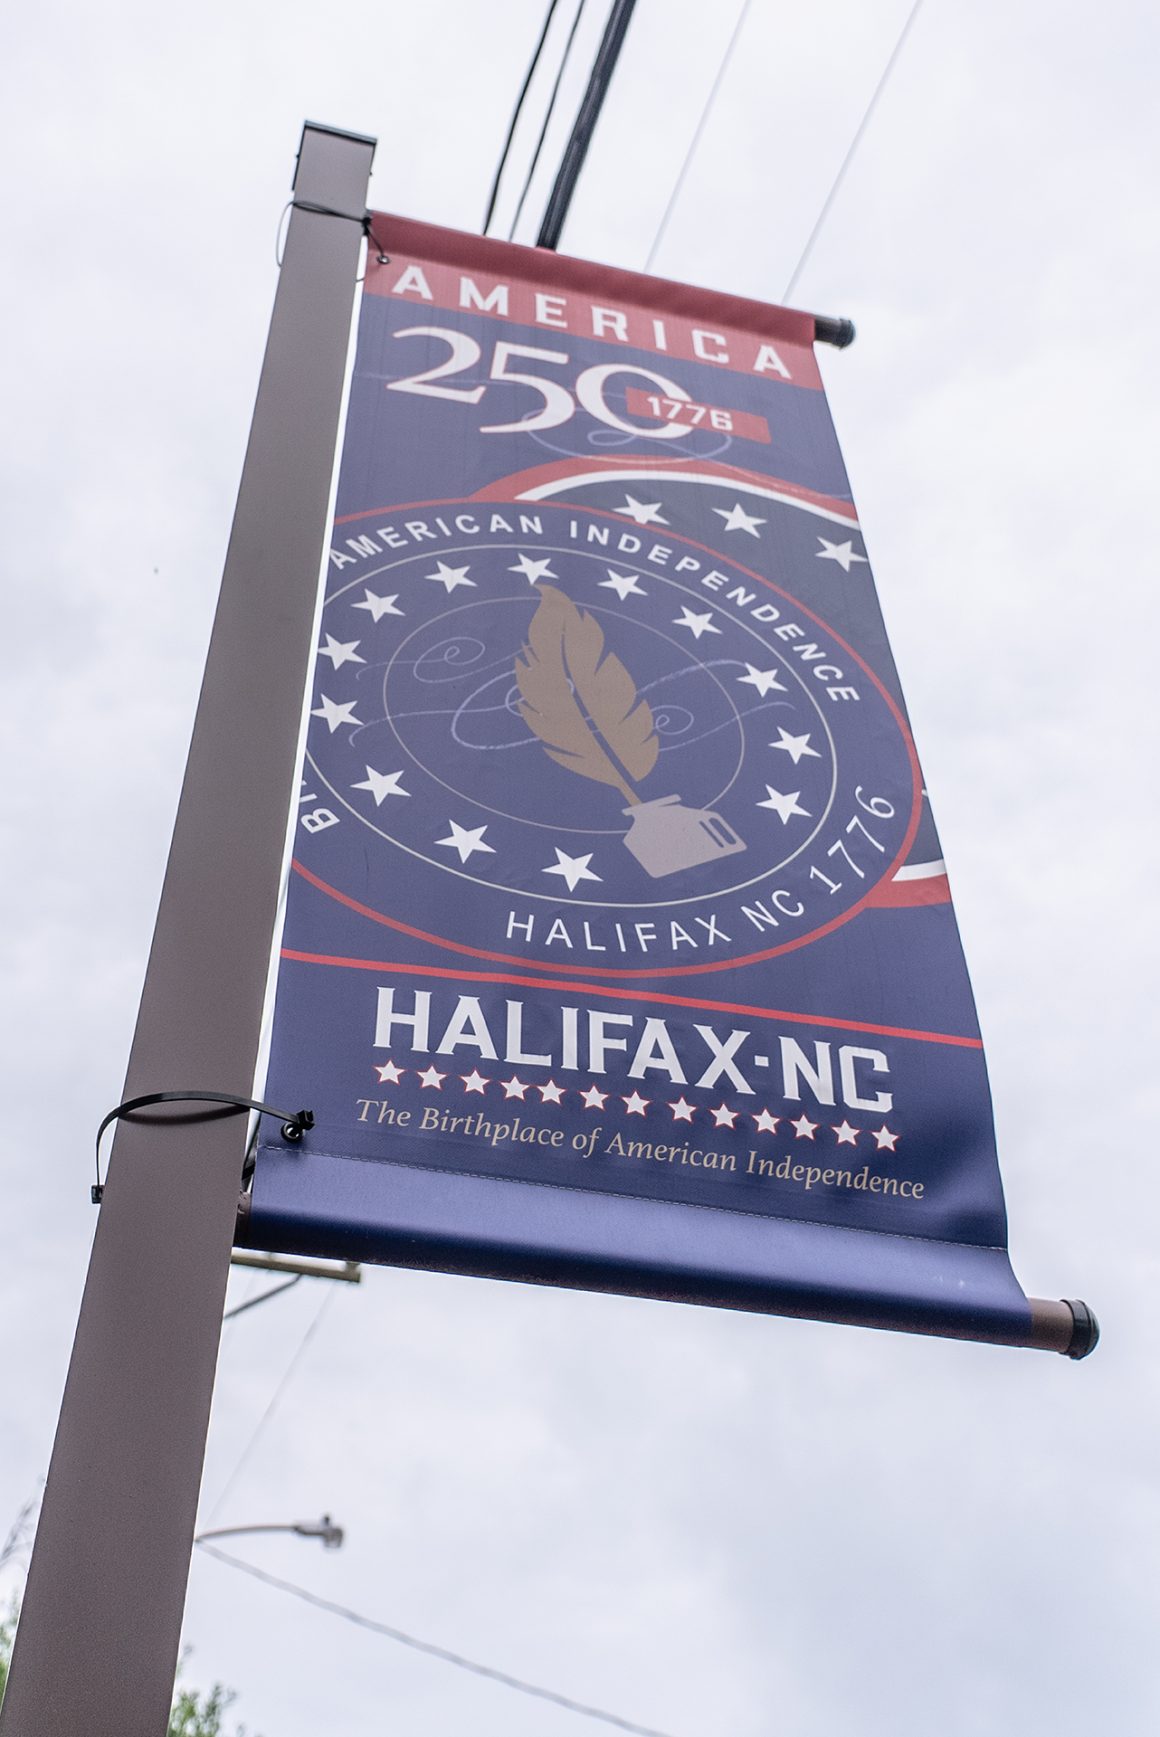 AMERICA
250
1776
AMERICAN INDEPENDENCE
HALIFAX NC 1776
HALIFAX·NC
The Birthplace of American Independence